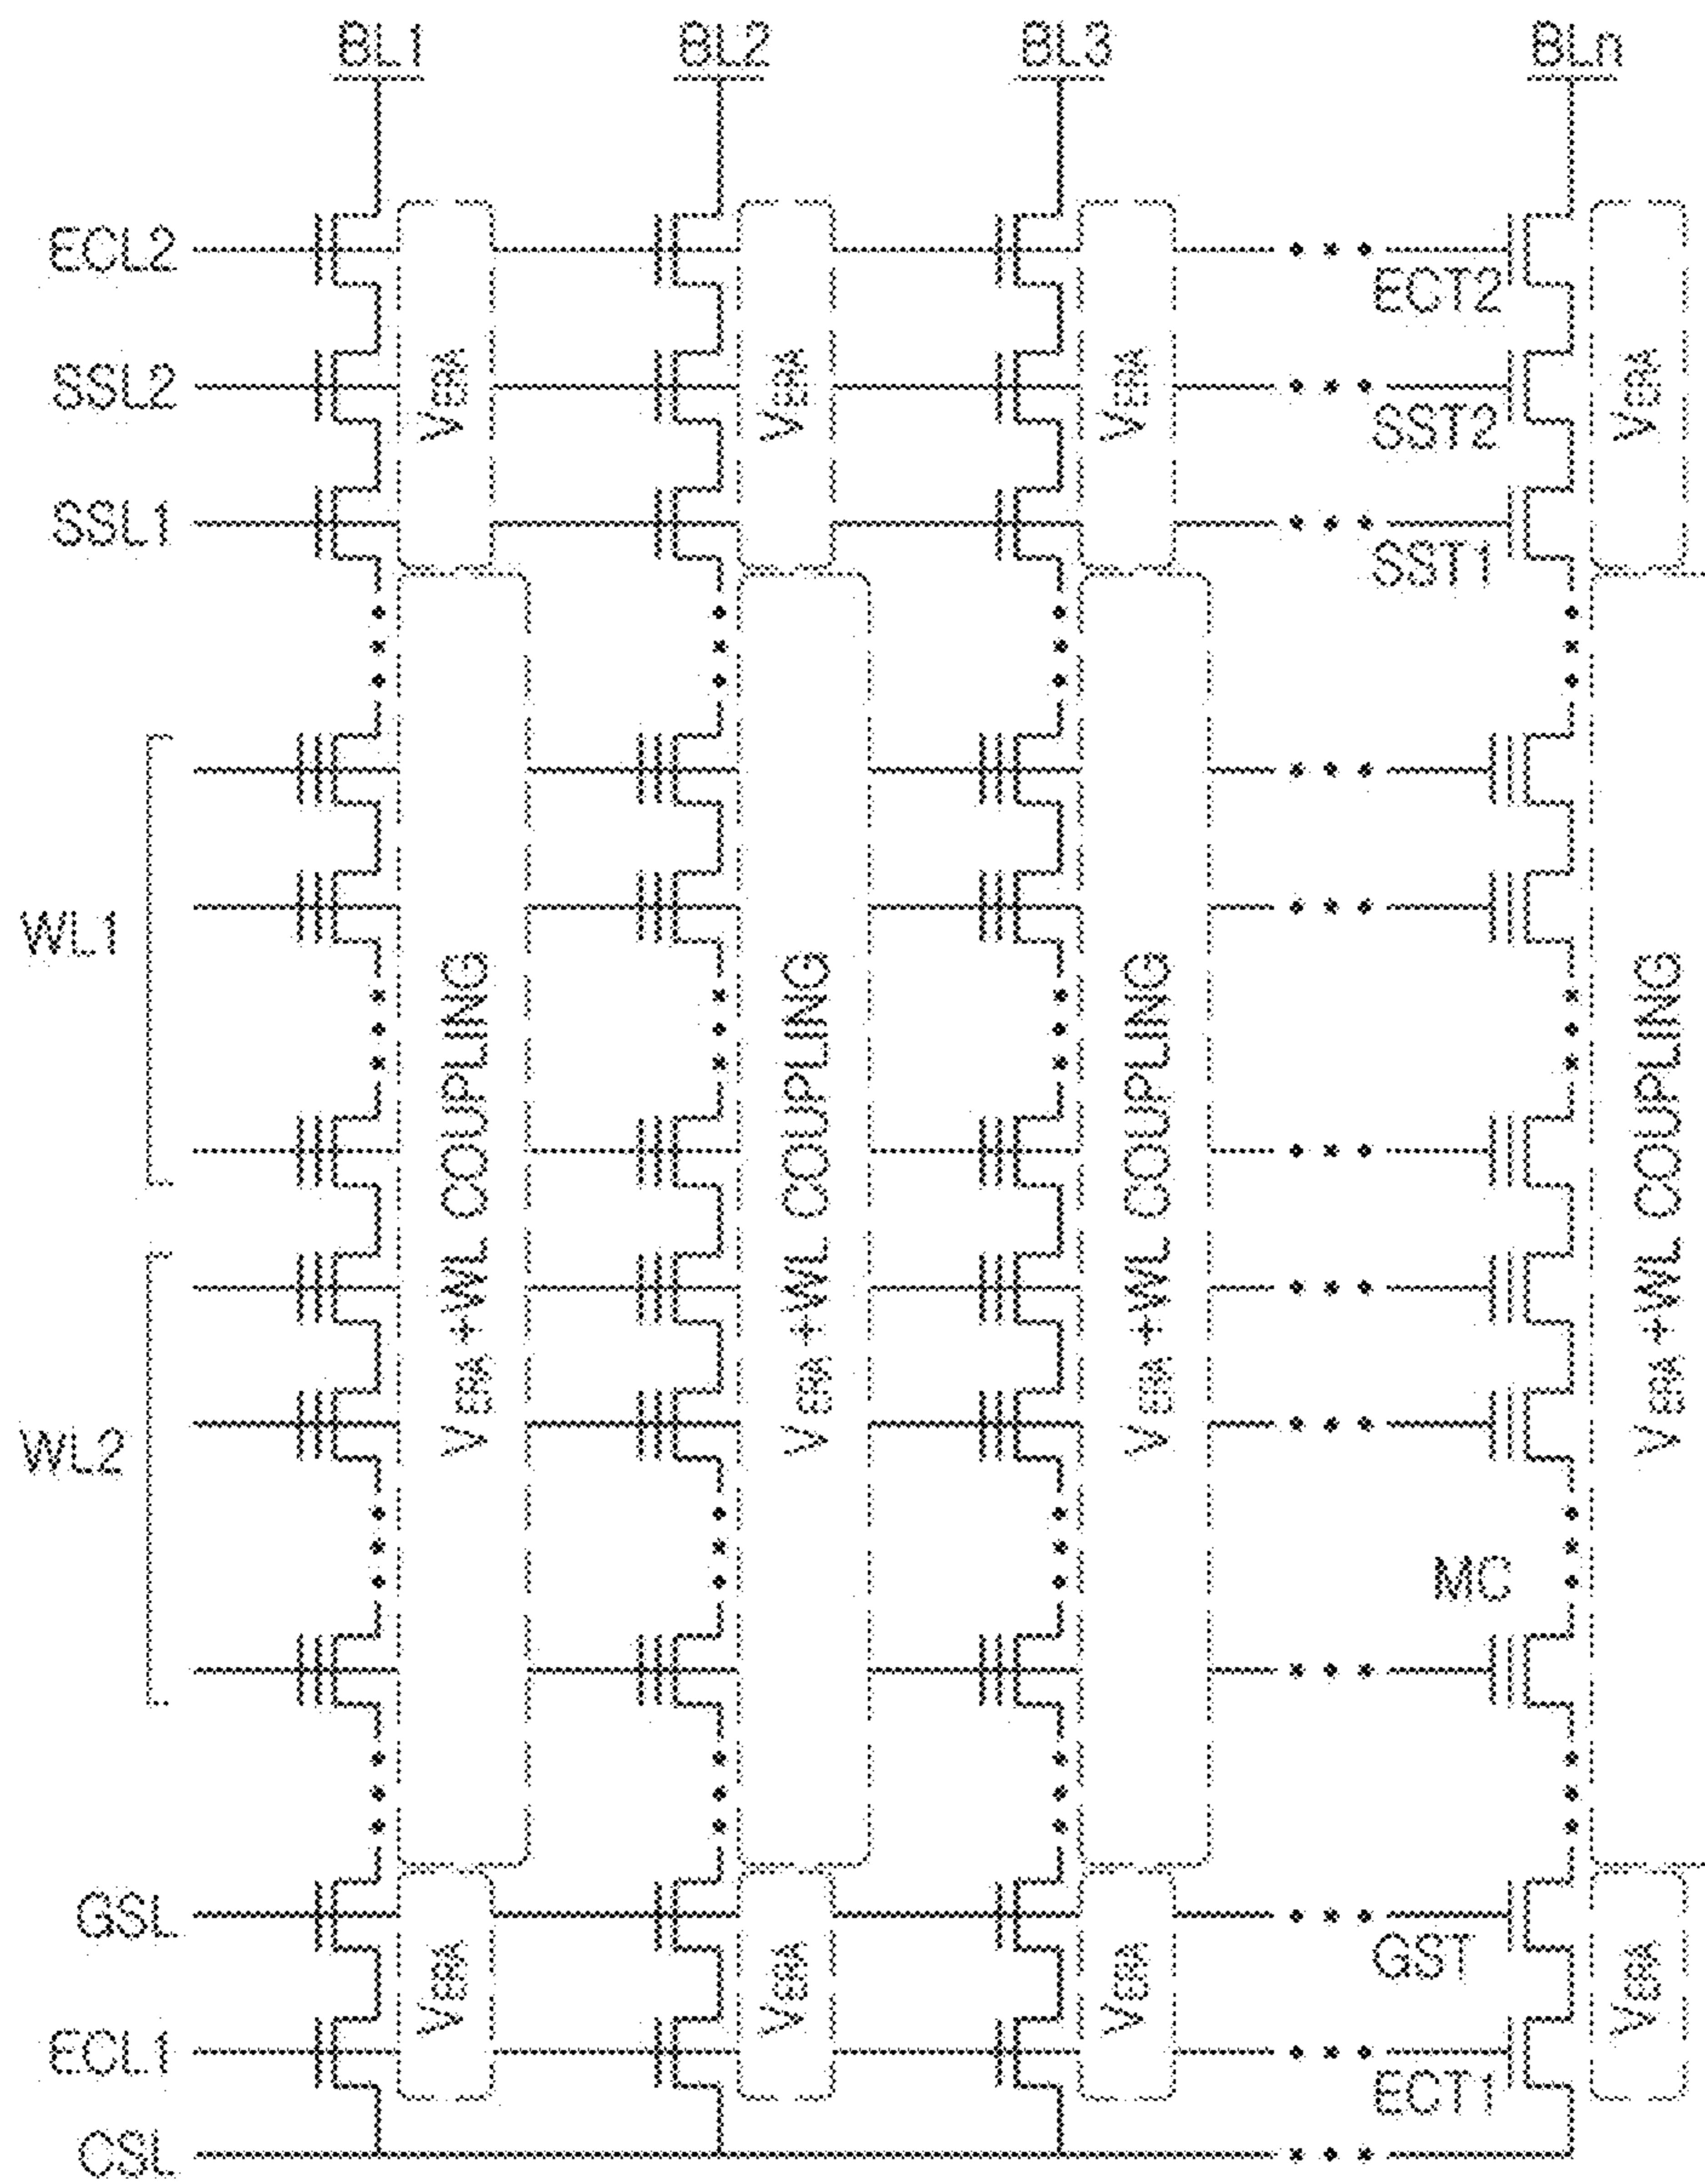 BL1 BL2 BL3 BLn
ECL2
ECT2
SSL2
VERA VERA VERA VERA
SST2
SSL1
SST1
WL1
VERA +WL COUPLING VERA +WL COUPLING VERA +WL COUPLING VERA +WL COUPLING
WL2
MC
GSL
GST
VERA VERA VERA VERA
ECL1
ECT1
CSL